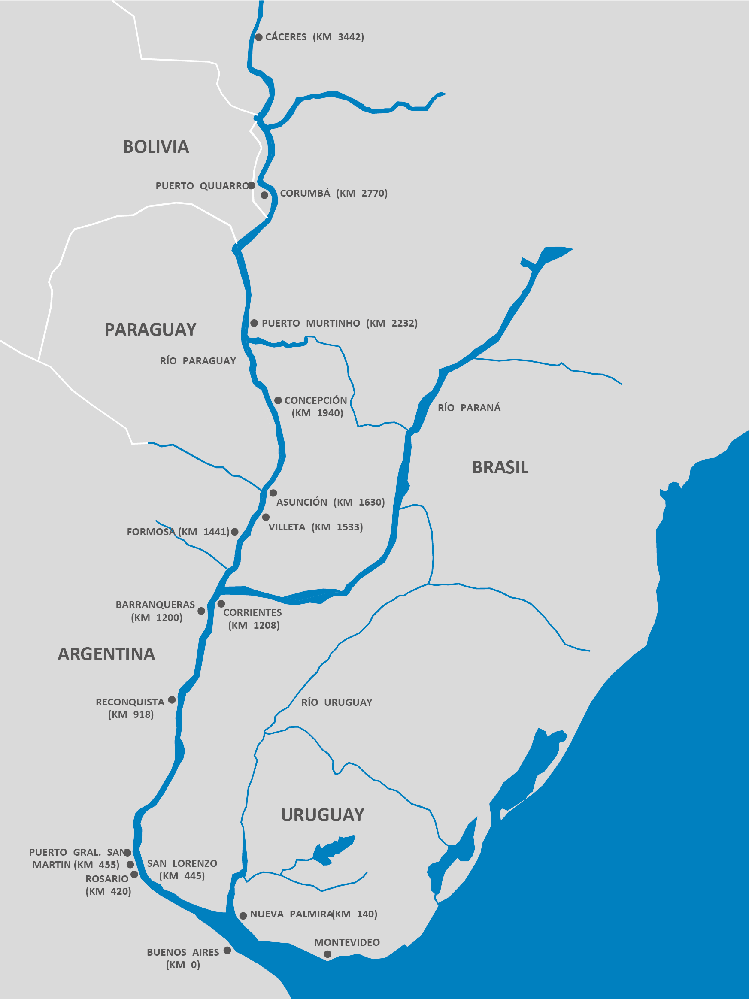 CÁCERES (KM 3442)
BOLIVIA
PUERTO QUUARRO
CORUMBÁ (KM 2770)
PUERTO MURTINHO (KM 2232)
PARAGUAY
RÍO PARAGUAY
CONCEPCIÓN
(KM 1940)
RÍO PARANÁ
BRASIL
ASUNCIÓN (KM 1630)
VILLETA (KM 1533)
FORMOSA (KM 1441)
BARRANQUERAS
(KM 1200)
CORRIENTES
(KM 1208)
ARGENTINA
RECONQUISTA
(KM 918)
RÍO URUGUAY
URUGUAY
PUERTO GRAL. SAN
MARTIN (KM 455)
SAN LORENZO
(KM 445)
ROSARIO
(KM 420)
NUEVA PALMIRA (KM 140)
MONTEVIDEO
BUENOS AIRES
(KM 0)